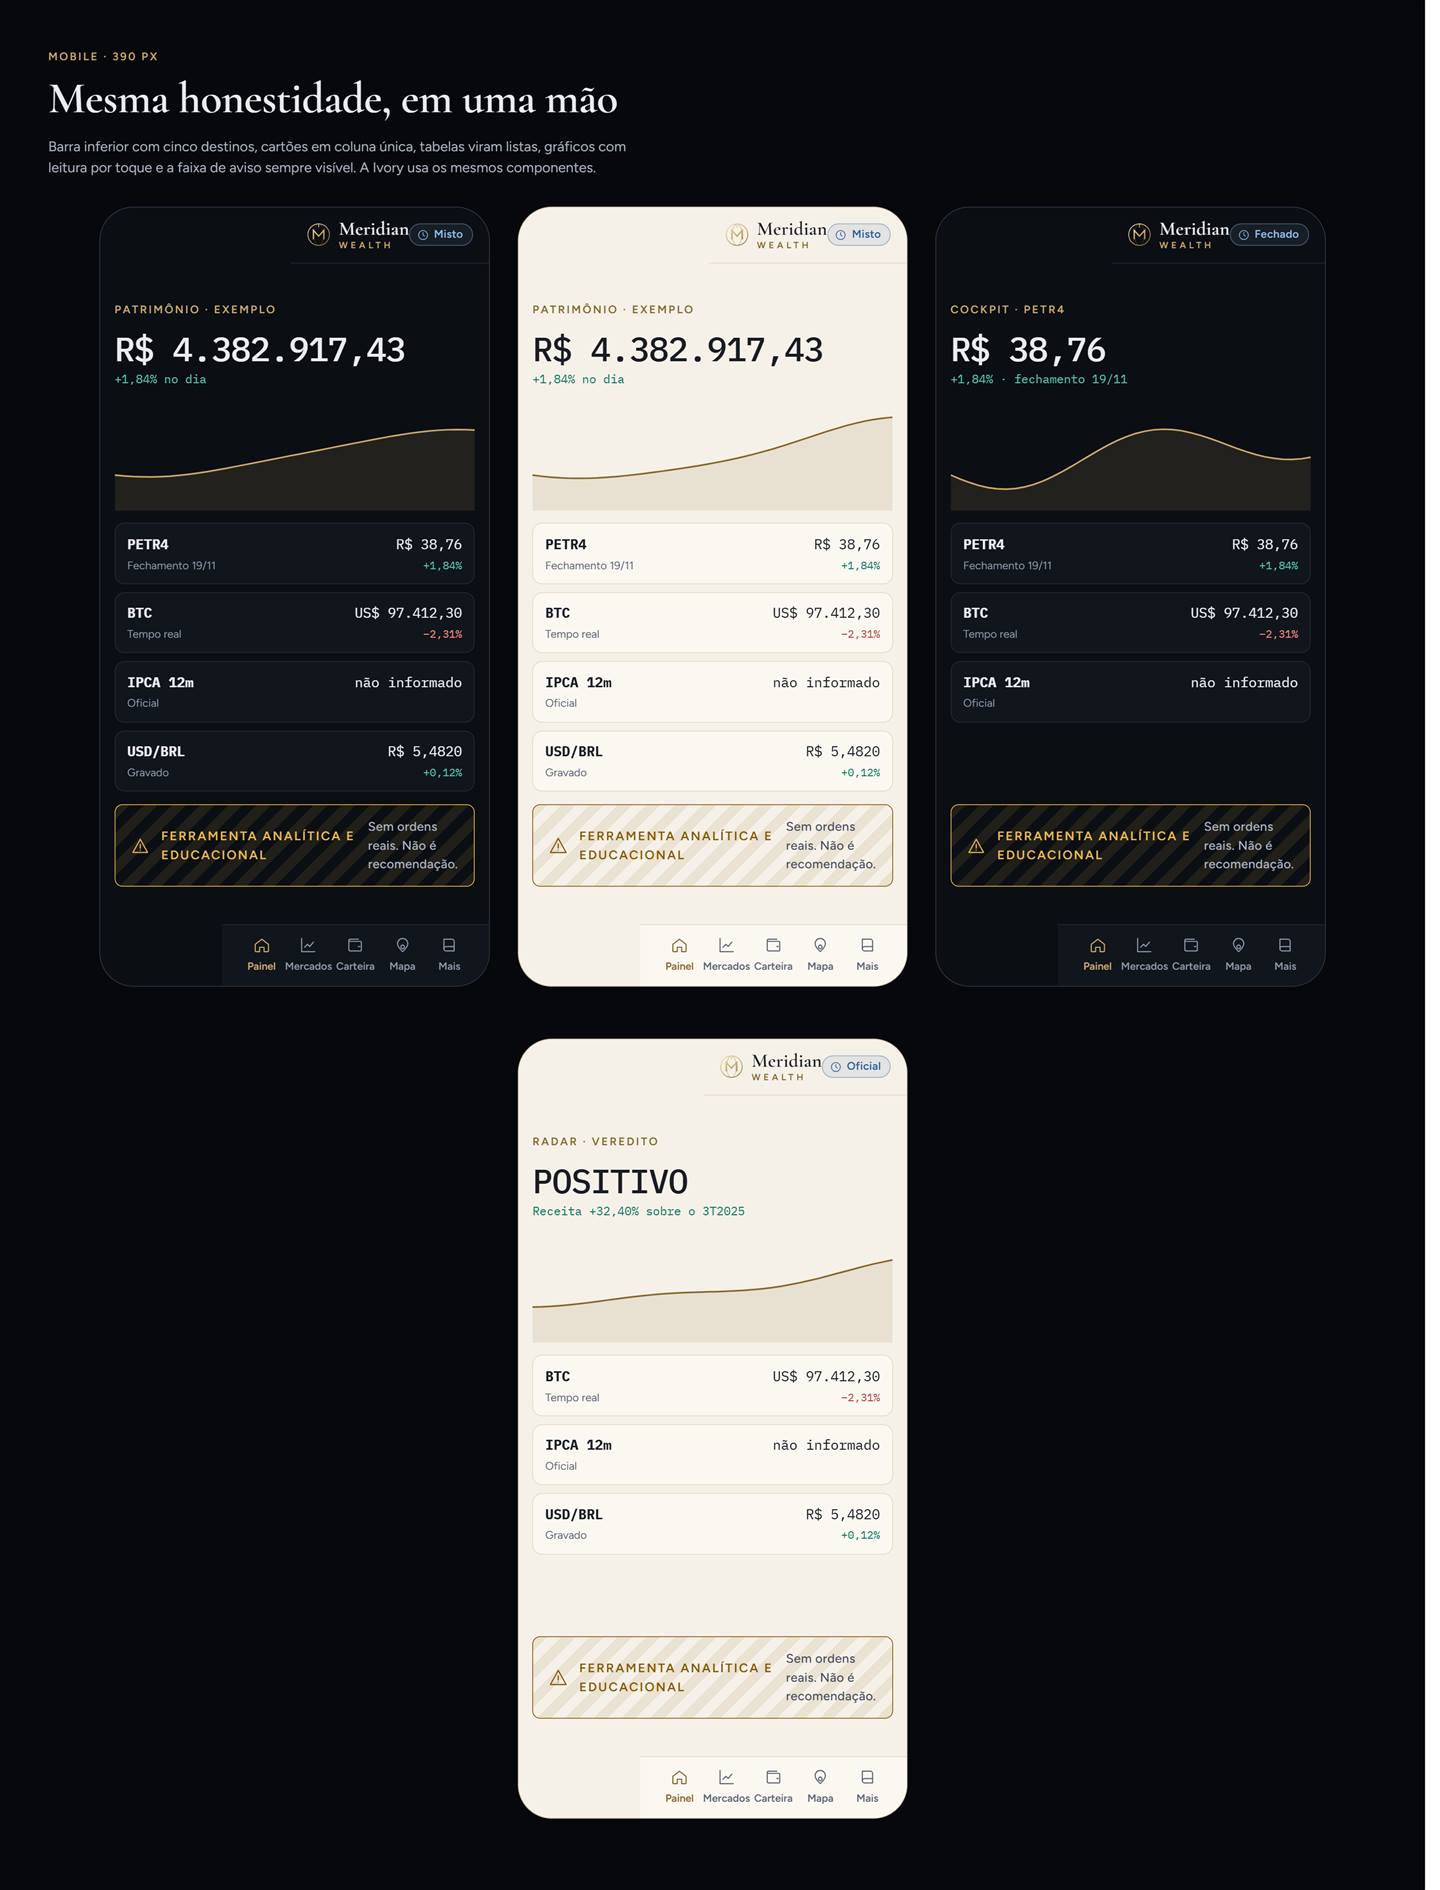 MOBILE · 390 PX
Mesma honestidade, em uma mão
Barra inferior com cinco destinos, cartões em coluna única, tabelas viram listas, gráficos com
leitura por toque e a faixa de aviso sempre visível. A Ivory usa os mesmos componentes.
Meridian
WEALTH
Misto
PATRIMÔNIO · EXEMPLO
R$ 4.382.917,43
+1,84% no dia
PETR4
R$ 38,76
Fechamento 19/11
+1,84%
BTC
US$ 97.412,30
Tempo real
−2,31%
IPCA 12m
não informado
Oficial
USD/BRL
R$ 5,4820
Gravado
+0,12%
FERRAMENTA ANALÍTICA E
EDUCACIONAL
Sem ordens
reais. Não é
recomendação.
Painel
Mercados
Carteira
Mapa
Mais
Meridian
WEALTH
Misto
PATRIMÔNIO · EXEMPLO
R$ 4.382.917,43
+1,84% no dia
PETR4
R$ 38,76
Fechamento 19/11
+1,84%
BTC
US$ 97.412,30
Tempo real
−2,31%
IPCA 12m
não informado
Oficial
USD/BRL
R$ 5,4820
Gravado
+0,12%
FERRAMENTA ANALÍTICA E
EDUCACIONAL
Sem ordens
reais. Não é
recomendação.
Painel
Mercados
Carteira
Mapa
Mais
Meridian
WEALTH
Fechado
COCKPIT · PETR4
R$ 38,76
+1,84% · fechamento 19/11
PETR4
R$ 38,76
Fechamento 19/11
+1,84%
BTC
US$ 97.412,30
Tempo real
−2,31%
IPCA 12m
não informado
Oficial
FERRAMENTA ANALÍTICA E
EDUCACIONAL
Sem ordens
reais. Não é
recomendação.
Painel
Mercados
Carteira
Mapa
Mais
Meridian
WEALTH
Oficial
RADAR · VEREDITO
POSITIVO
Receita +32,40% sobre o 3T2025
BTC
US$ 97.412,30
Tempo real
−2,31%
IPCA 12m
não informado
Oficial
USD/BRL
R$ 5,4820
Gravado
+0,12%
FERRAMENTA ANALÍTICA E
EDUCACIONAL
Sem ordens
reais. Não é
recomendação.
Painel
Mercados
Carteira
Mapa
Mais